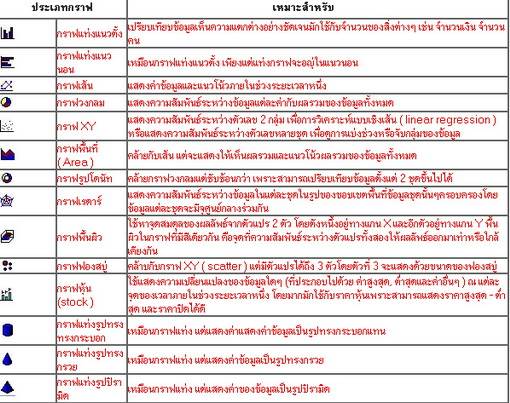 ประเภทกราฟ
เหมาะสำหรับ
กราฟแท่งแนวตั้ง
เปรียบเทียบข้อมูลเห็นความแตกต่างอย่างชัดเจนมักใช้กับจำนวนของสิ่งต่างๆ เช่น จำนวนเงิน จำนวน
คน
กราฟแท่งแนว
นอน
เหมือนกราฟแท่งแนวตั้ง เพียงแต่แท่งกราฟจะอยู่ในแนวนอน
กราฟเส้น
แสดงค่าข้อมูลและแนวโน้วภายในช่วงระยะเวลาหนึ่ง
กราฟวงกลม
แสดงความสัมพันธ์ระหว่างข้อมูลแต่ละค่ากับผลรวมของข้อมูลทั้งหมด
กราฟ XY
แสดงความสัมพันธ์ระหว่างตัวเลข 2 กลุ่ม เพื่อการวิเคราะห์แบบเชิงเส้น ( linear regression )
หรือแสดงความสัมพันธ์ระหว่างตัวเลขหลายชุด เพื่อดูการแบ่งช่วงหรือจับกลุ่มของข้อมูล
กราฟพื้นที่
( Area )
คล้ายกับเส้น แต่จะแสดงให้เห็นผลรวมและแนวโน้วผลรวมของข้อมูลทั้งหมด
กราฟรูปโดนัท
คล้ายกราฟวงกลมแต่ซับซ้อนกว่า เพราะสามารถเปรียบเทียบข้อมูลตั้งแต่ 2 ชุดขึ้นไปได้
กราฟเรดาร์
แสดงความสัมพันธ์ระหว่างข้อมูลในแต่ละชุดในรูปของขอบเขตพื้นที่ข้อมูลชุดนั้นๆครอบครองโดย
ข้อมูลแต่ละชุดจะมีจุดศูนย์กลางร่วมกัน
กราฟพื้นผิว
ใช้หาจุดสมดุลของผลลัพธ์จากตัวแปร 2 ตัว โดยตัวหนึ่งอยู่ทางแกน X และอีกตัวอยู่ทางแกน Y พื้น
ผิวในกราฟที่มีสีเดียวกัน คือจุดที่ความสัมพันธ์ระหว่างตัวแปรทั้งสองให้ผลลัพธ์ออกมาเท่าหรือใกล้
เคียงกัน
กราฟฟองสบู่
คล้ายกับกราฟ XY ( scatter ) แต่มีตัวแปรได้ถึง 3 ตัวโดยตัวที่ 3 จะแสดงด้วยขนาดของฟองสบู่
กราฟหุ้น
(stock )
ใช้แสดงความเปลี่ยนแปลงของข้อมูลใดๆ (ที่ประกอบไปด้วย ค่าสูงสุด, ต่ำสุดและค่าอื่นๆ ) ณ แต่ละ
จุดของเวลาภายในช่วงระยะเวลาหนึ่ง โดยมากมักใช้กับราคาหุ้นเพราะสามารถแสดงราคาสูงสุด - ต่ำ
สุด และราคาปิดได้ดี
กราฟแท่งรูปทรง
ทรงกระบอก
เหมือนกราฟแท่ง แต่แสดงค่าแสดงค่าข้อมูลเป็นรูปทรงกระบอกแทน
กราฟแท่งรูปทรง
กรวย
เหมือนกราฟแท่ง แต่แสดงค่าข้อมูลเป็นรูปทรงกรวย
กราฟแท่งรูปปิรา
มิด
เหมือนกราฟแท่ง แต่แสดงค่าของข้อมูลเป็นรูปปิรามิด